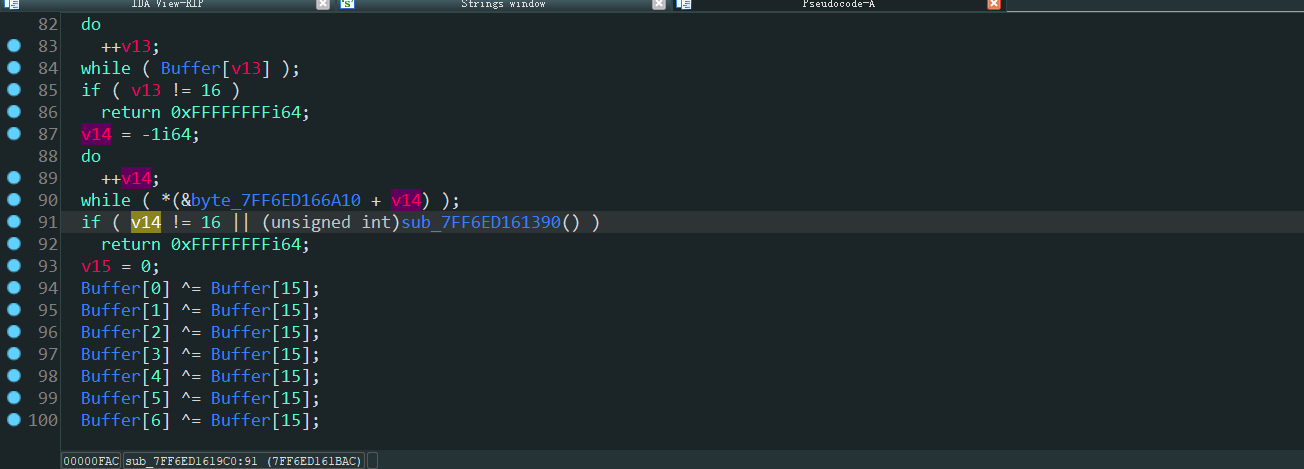 IDA View-RIP Strings window Pseudocode-A
82 do
83 ++v13;
84 while ( Buffer[v13] );
85 if ( v13 != 16 )
86 return 0xFFFFFFFFi64;
87 v14 = -1i64;
88 do
89 ++v14;
90 while ( *(&byte_7FF6ED166A10 + v14) );
91 if ( v14 != 16 || (unsigned int)sub_7FF6ED161390() )
92 return 0xFFFFFFFFi64;
93 v15 = 0;
94 Buffer[0] ^= Buffer[15];
95 Buffer[1] ^= Buffer[15];
96 Buffer[2] ^= Buffer[15];
97 Buffer[3] ^= Buffer[15];
98 Buffer[4] ^= Buffer[15];
99 Buffer[5] ^= Buffer[15];
100 Buffer[6] ^= Buffer[15];
00000FAC sub_7FF6ED1619C0:91 (7FF6ED161BAC)